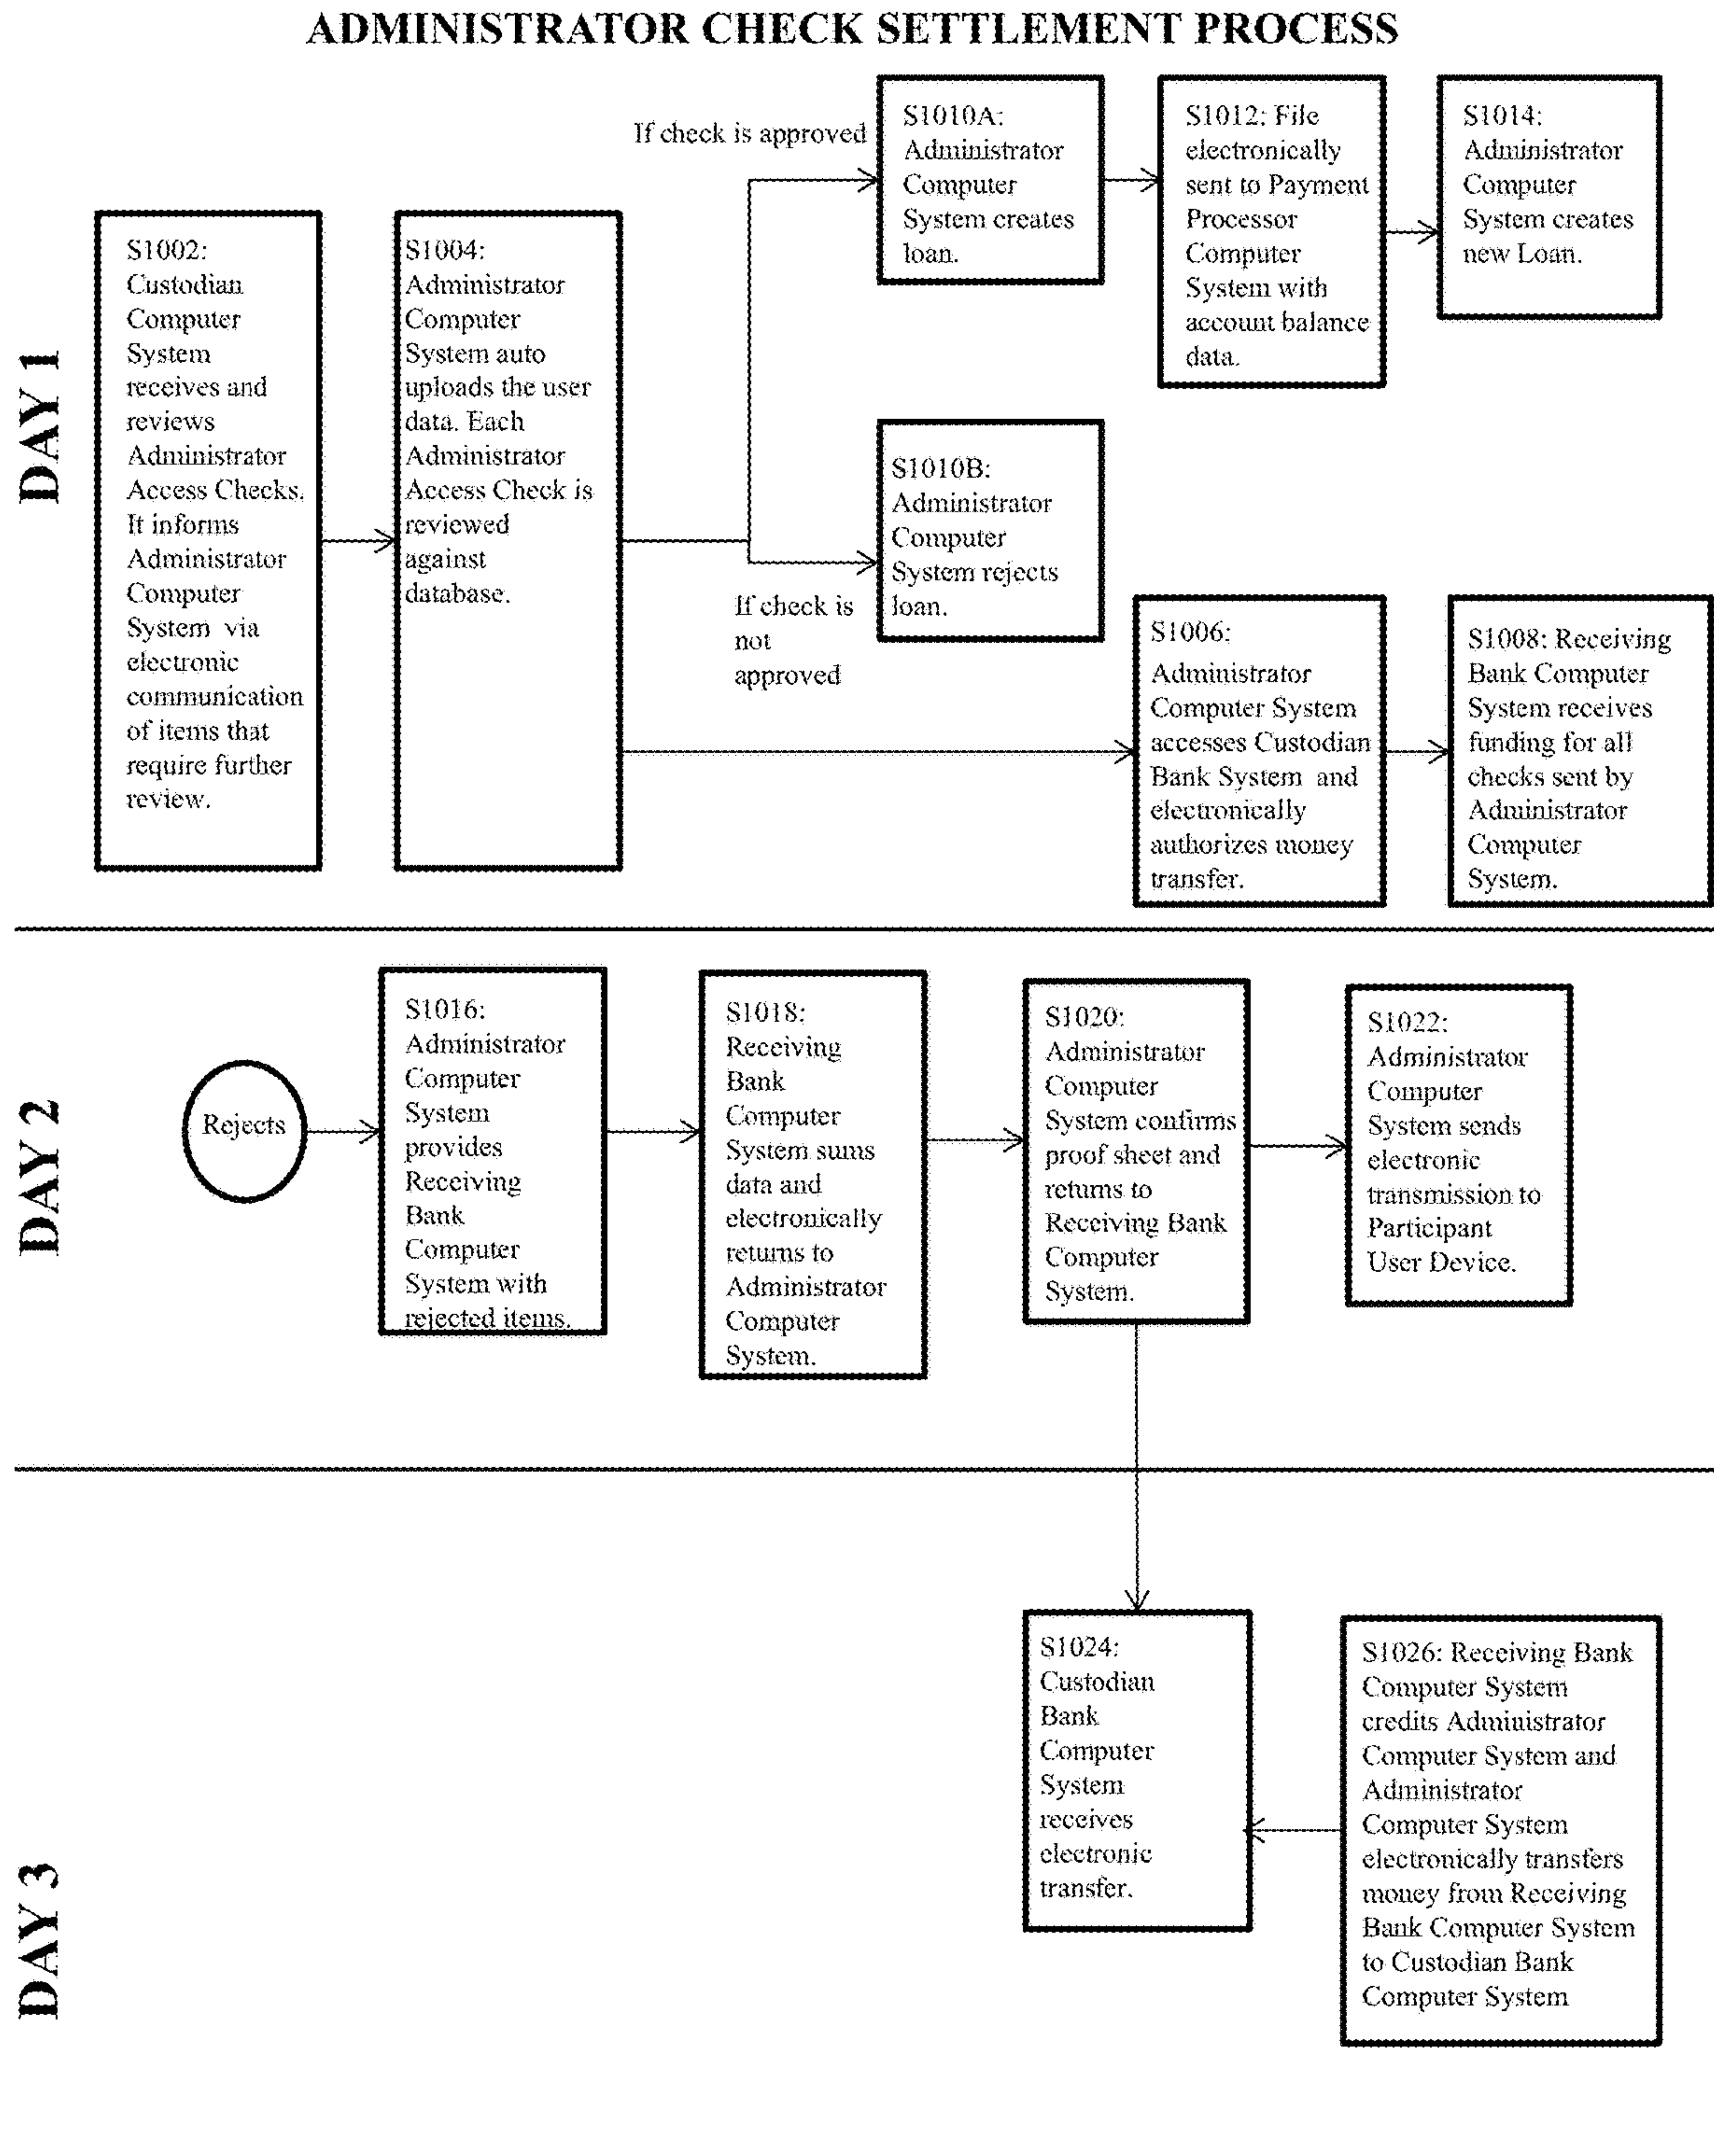 ADMINISTRATOR CHECK SETTLEMENT PROCESS
DAY 1
S1002:
Custodian
Computer
System
receives and
reviews
Administrator
Access Checks.
It informs
Administrator
Computer
System via
electronic
communication
of items that
require further
review.
S1004:
Administrator
Computer
System auto
uploads the user
data. Each
Administrator
Access Check is
reviewed
against
database.
If check is approved
S1010A:
Administrator
Computer
System creates
loan.
S1012: File
electronically
sent to Payment
Processor
Computer
System with
account balance
data.
S1014:
Administrator
Computer
System creates
new Loan.
If check is
not
approved
S1010B:
Administrator
Computer
System rejects
loan.
S1006:
Administrator
Computer System
accesses Custodian
Bank System and
electronically
authorizes money
transfer.
S1008: Receiving
Bank Computer
System receives
funding for all
checks sent by
Administrator
Computer
System.
DAY 2
Rejects
S1016:
Administrator
Computer
System
provides
Receiving
Bank
Computer
System with
rejected items.
S1018:
Receiving
Bank
Computer
System sums
data and
electronically
returns to
Administrator
Computer
System.
S1020:
Administrator
Computer
System confirms
proof sheet and
returns to
Receiving Bank
Computer
System.
S1022:
Administrator
Computer
System sends
electronic
transmission to
Participant
User Device.
DAY 3
S1024:
Custodian
Bank
Computer
System
receives
electronic
transfer.
S1026: Receiving Bank
Computer System
credits Administrator
Computer System and
Administrator
Computer System
electronically transfers
money from Receiving
Bank Computer System
to Custodian Bank
Computer System